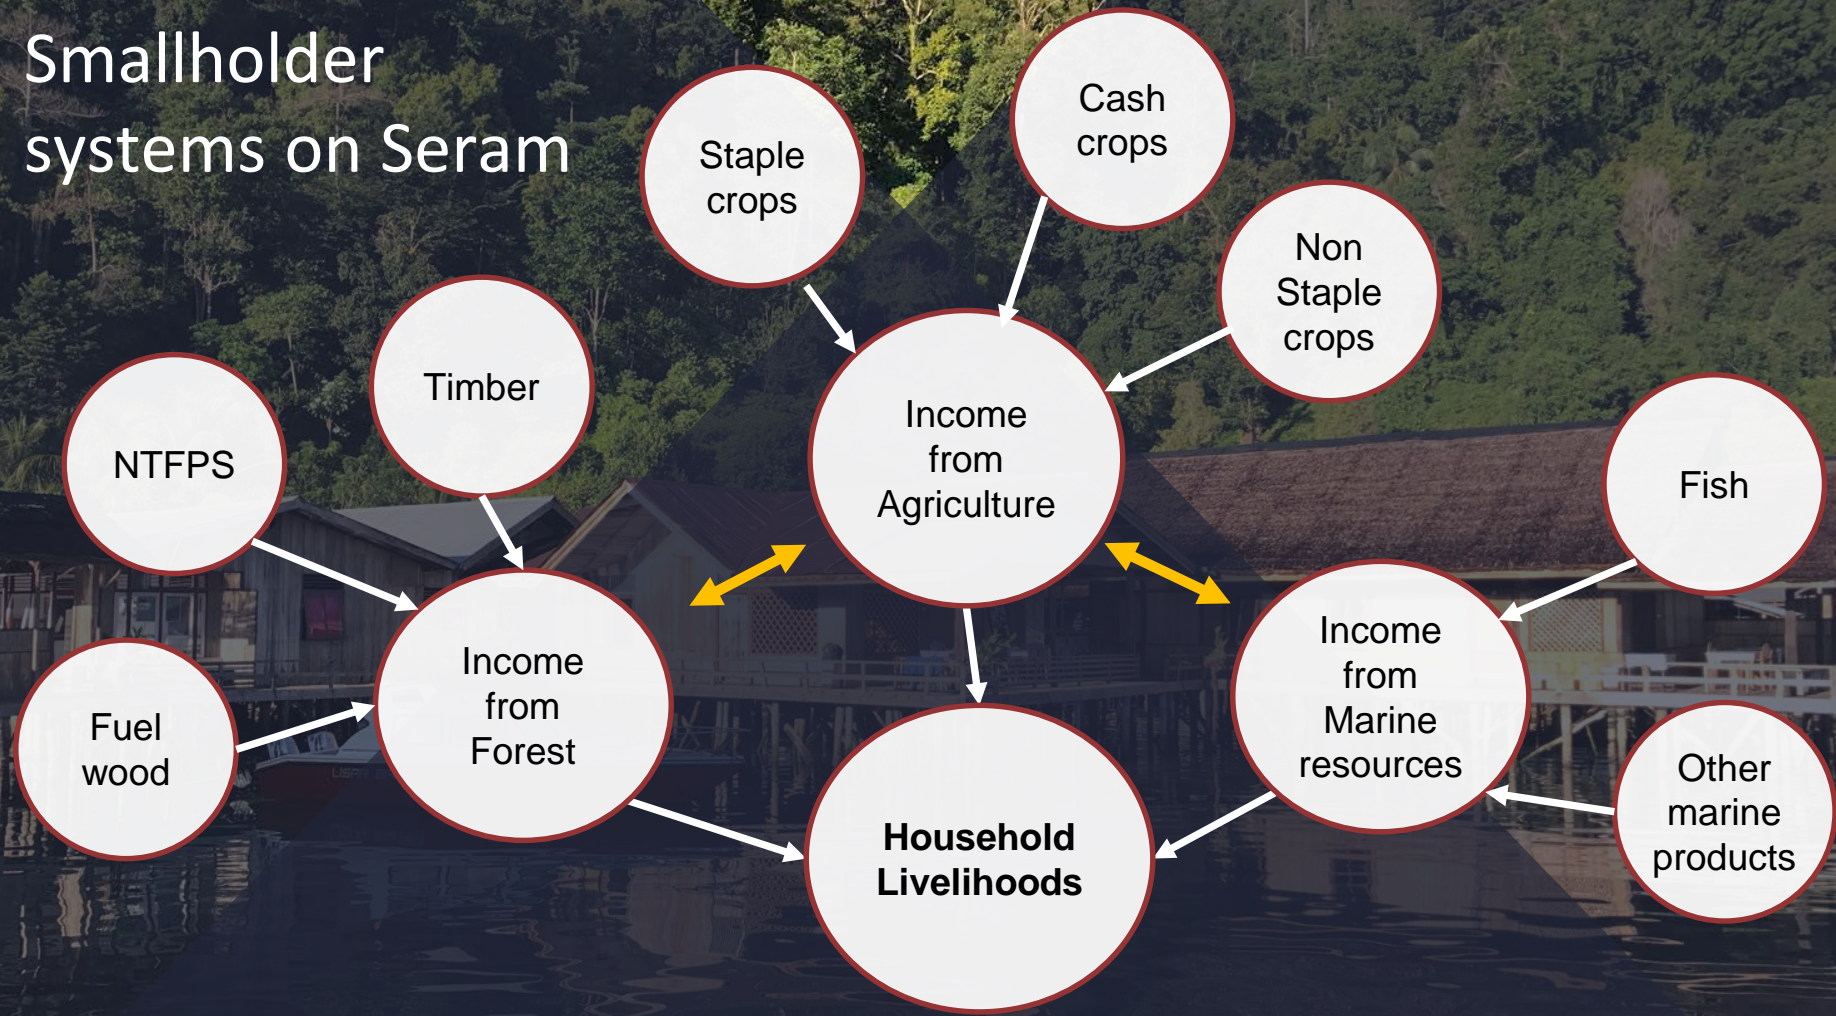 Smallholder
systems on Seram
Staple
crops
Cash
crops
Non
Staple
crops
Timber
NTFPS
Fuel
wood
Income
from
Agriculture
Income
from
Forest
Income
from
Marine
resources
Fish
Other
marine
products
Household
Livelihoods